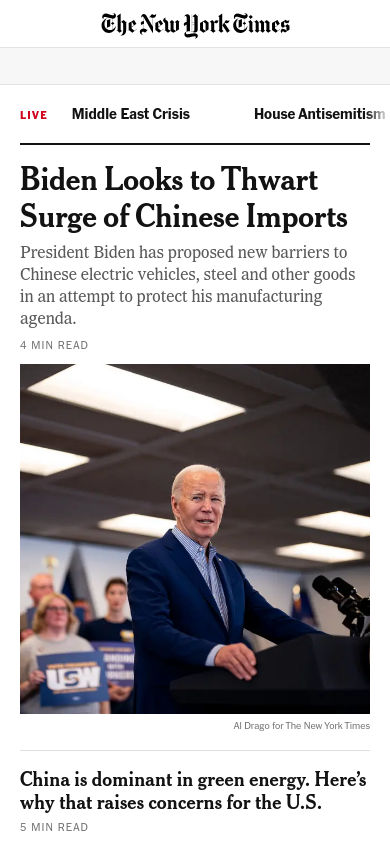 The New York Times
LIVE Middle East Crisis House Antisemitism
Biden Looks to Thwart
Surge of Chinese Imports
President Biden has proposed new barriers to
Chinese electric vehicles, steel and other goods
in an attempt to protect his manufacturing
agenda.
4 MIN READ
USW
Al Drago for The New York Times
China is dominant in green energy. Here’s
why that raises concerns for the U.S.
5 MIN READ